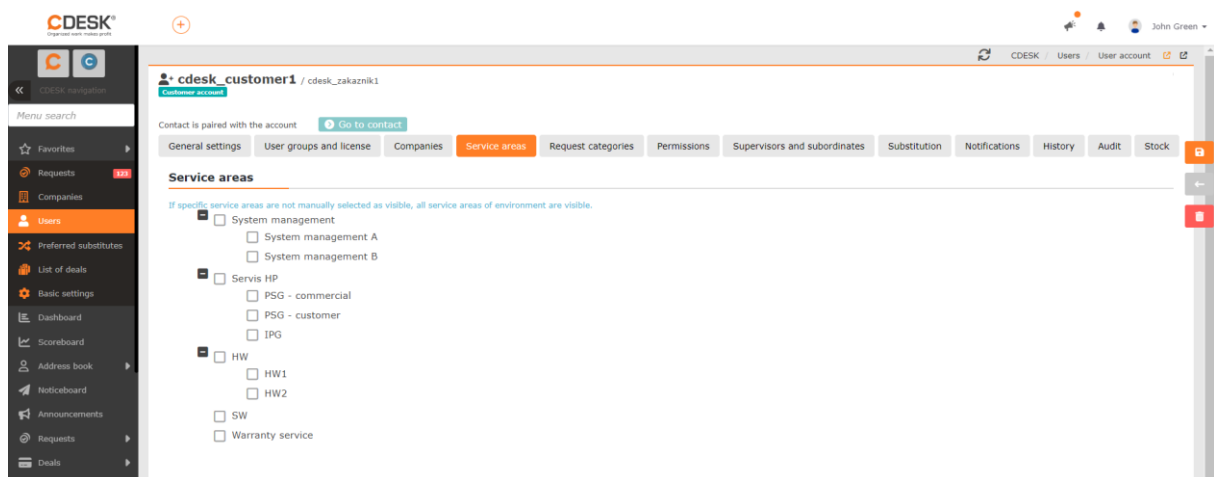 CDESK®
Organized work makes profit
John Green
CDESK navigation
Menu search
Favorites
Requests 123
Companies
Users
Preferred substitutes
List of deals
Basic settings
Dashboard
Scoreboard
Address book
Noticeboard
Announcements
Requests
Deals
CDESK / Users / User account
cdesk_customer1 / cdesk_zakaznik1
Customer account
Contact is paired with the account Go to contact
General settings User groups and license Companies Service areas Request categories Permissions Supervisors and subordinates Substitution Notifications History Audit Stock
Service areas
If specific service areas are not manually selected as visible, all service areas of environment are visible.
System management
System management A
System management B
Servis HP
PSG - commercial
PSG - customer
IPG
HW
HW1
HW2
SW
Warranty service